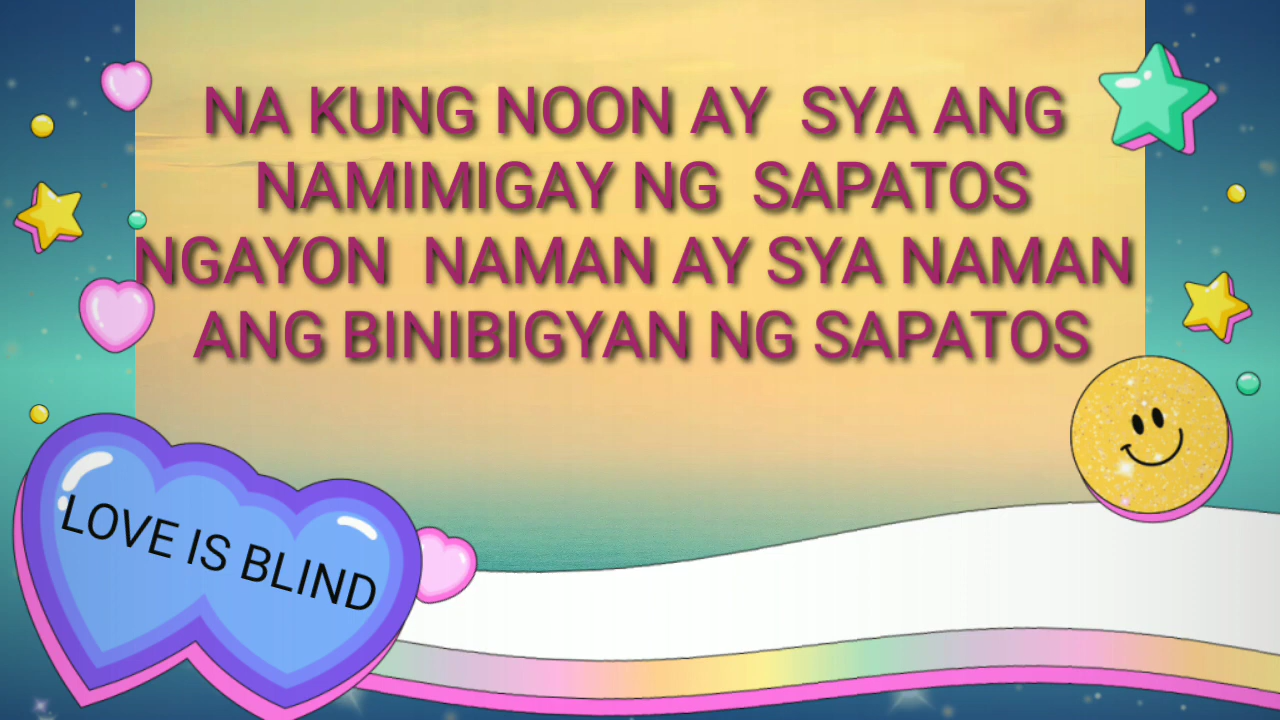 NA KUNG NOON AY SYA ANG
NAMIMIGAY NG SAPATOS
NGAYON NAMAN AY SYA NAMAN
ANG BINIBIGYAN NG SAPATOS
LOVE IS BLIND